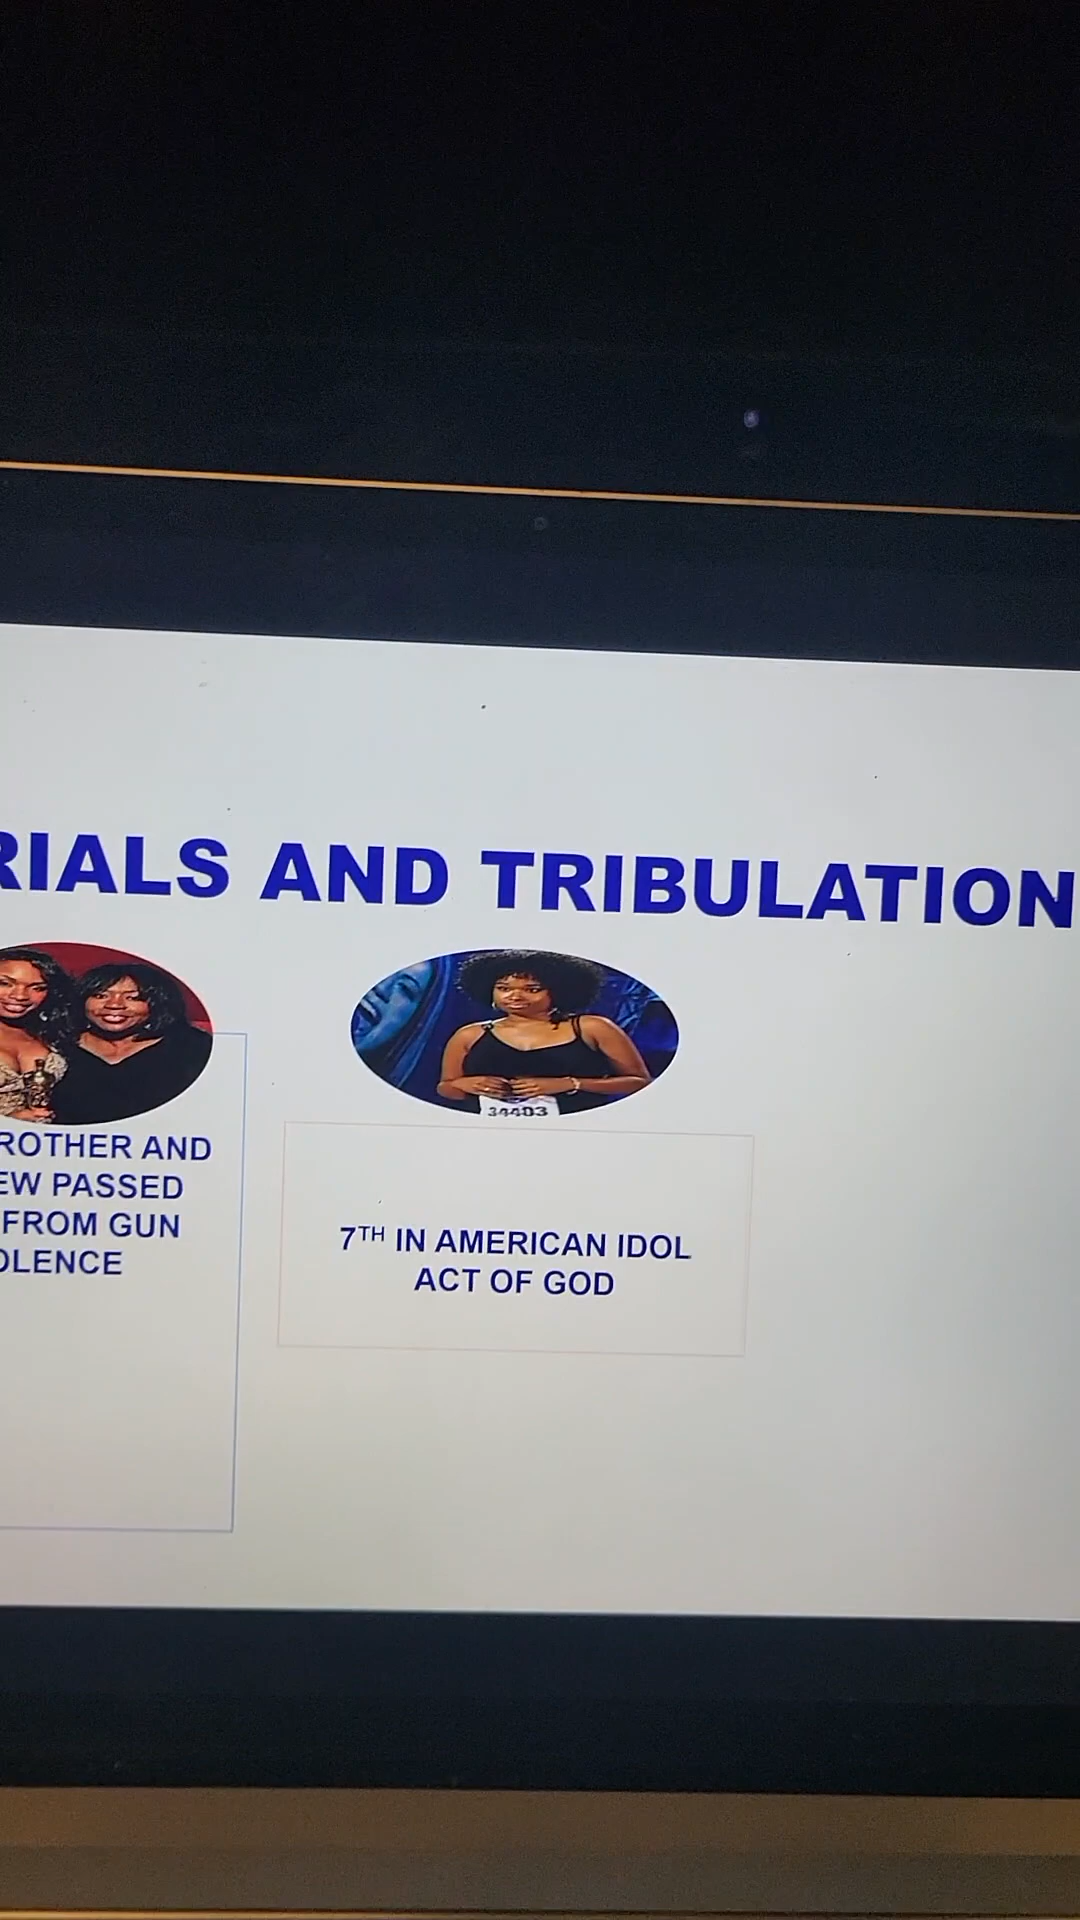 RIALS AND TRIBULATION
34403
ROTHER AND
EW PASSED
FROM GUN
OLENCE
7TH IN AMERICAN IDOL
ACT OF GOD